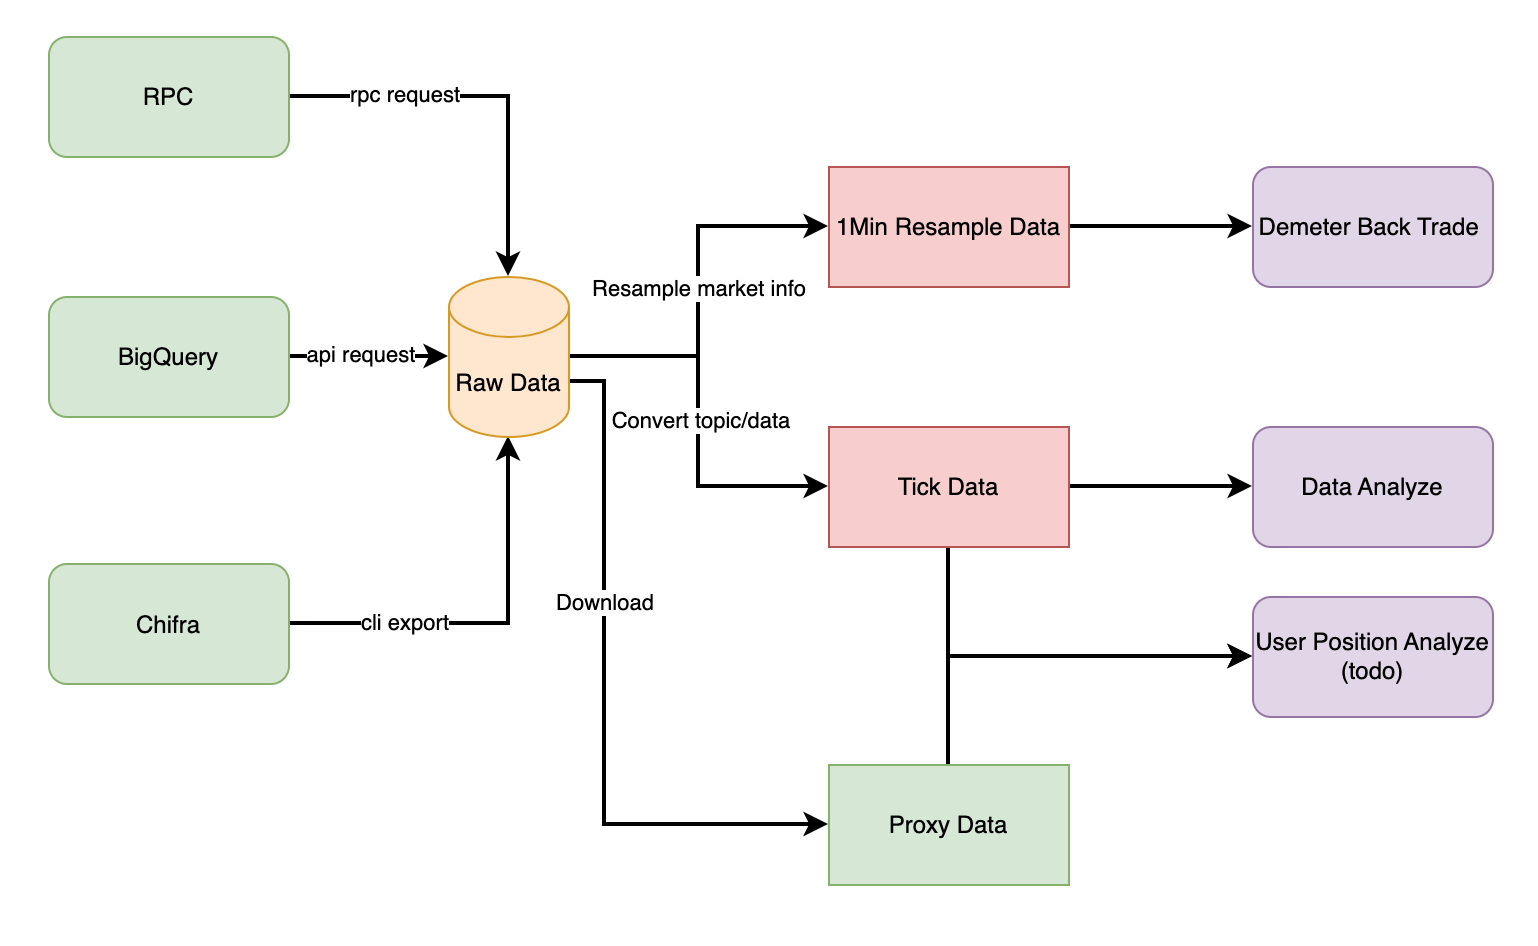 RPC
rpc request
1Min Resample Data
Demeter Back Trade
Resample market info
BigQuery
api request
Raw Data
Convert topic/data
Tick Data
Data Analyze
Download
Chifra
cli export
User Position Analyze
(todo)
Proxy Data